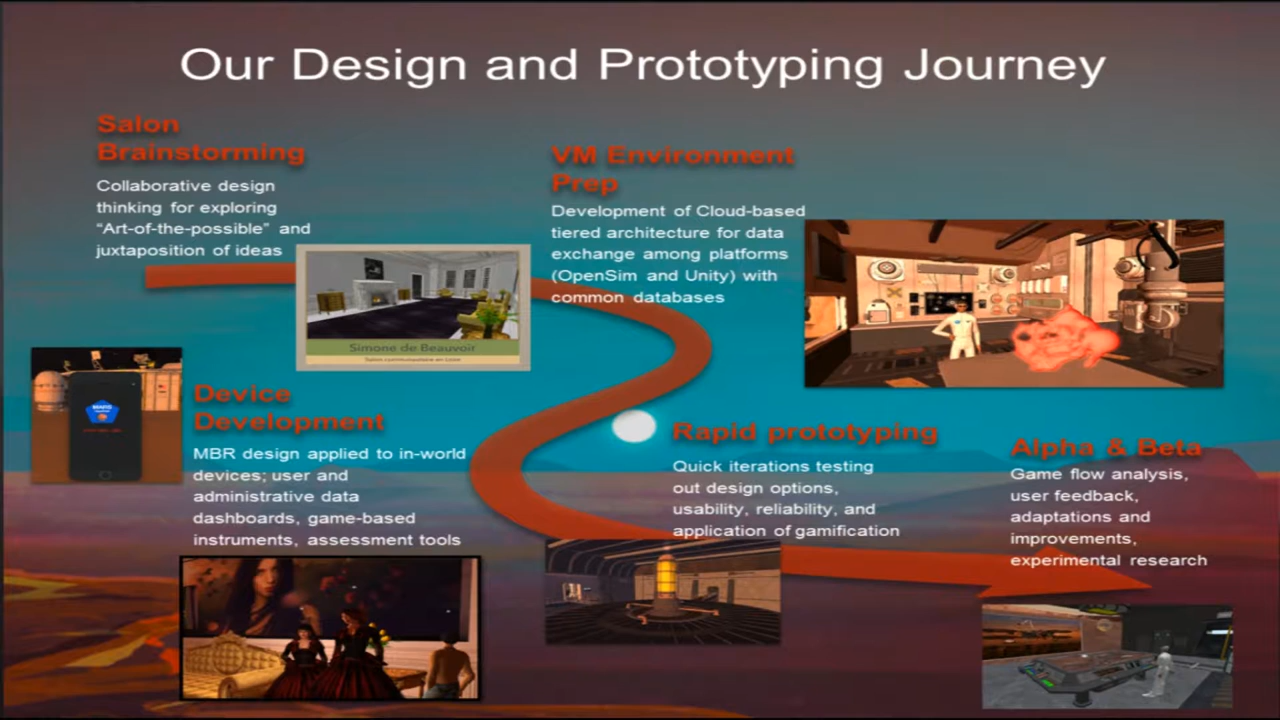 Our Design and Prototyping Journey
Salon
Brainstorming
Collaborative design
thinking for exploring
“Art-of-the-possible” and
juxtaposition of ideas
Simone de Beauvoir
VM Environment
Prep
Development of Cloud-based
tiered architecture for data
exchange among platforms
(OpenSim and Unity) with
common databases
Device
Development
MBR design applied to in-world
devices; user and
administrative data
dashboards, game-based
instruments, assessment tools
Rapid prototyping
Quick iterations testing
out design options,
usability, reliability, and
application of gamification
Alpha & Beta
Game flow analysis,
user feedback,
adaptations and
improvements,
experimental research